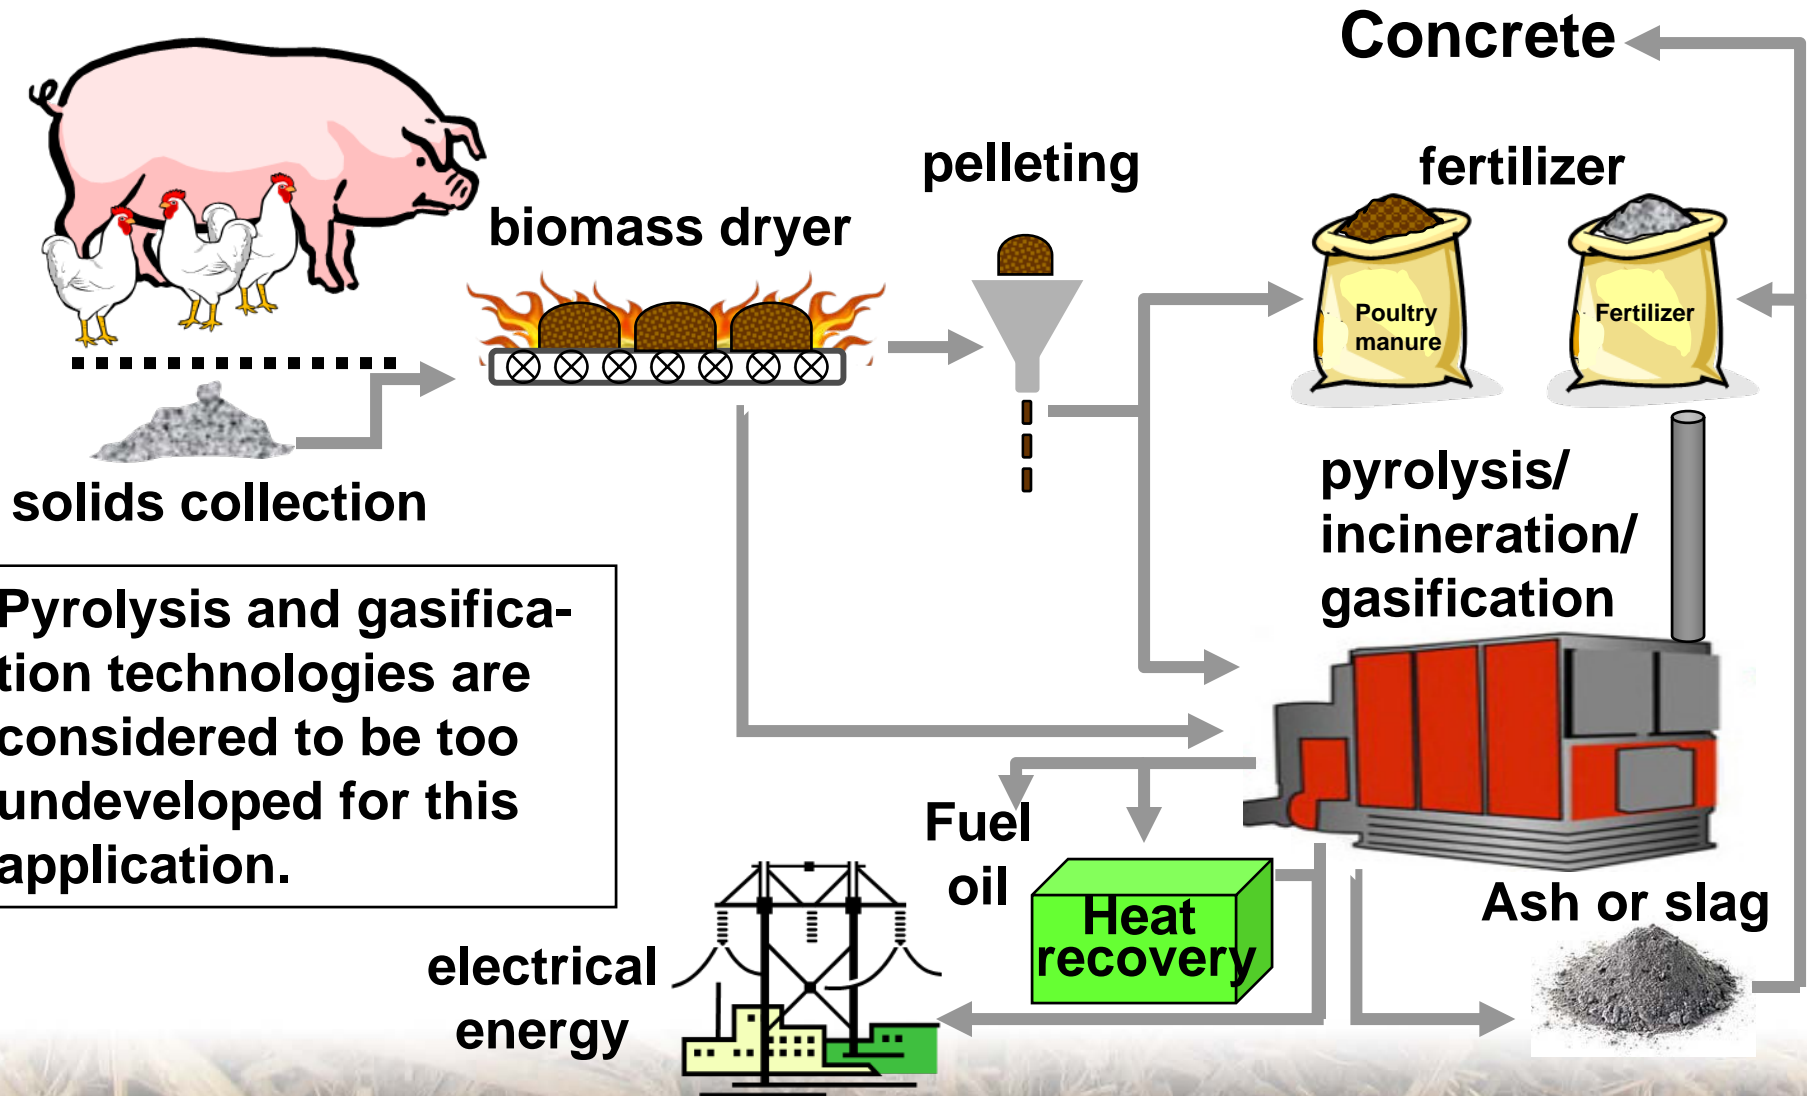 Concrete
pelleting
fertilizer
biomass dryer
Poultry
manure
Fertilizer
solids collection
pyrolysis/
incineration/
gasification
Pyrolysis and gasifica-
tion technologies are
considered to be too
undeveloped for this
application.
Fuel
oil
Heat
recovery
Ash or slag
electrical
energy